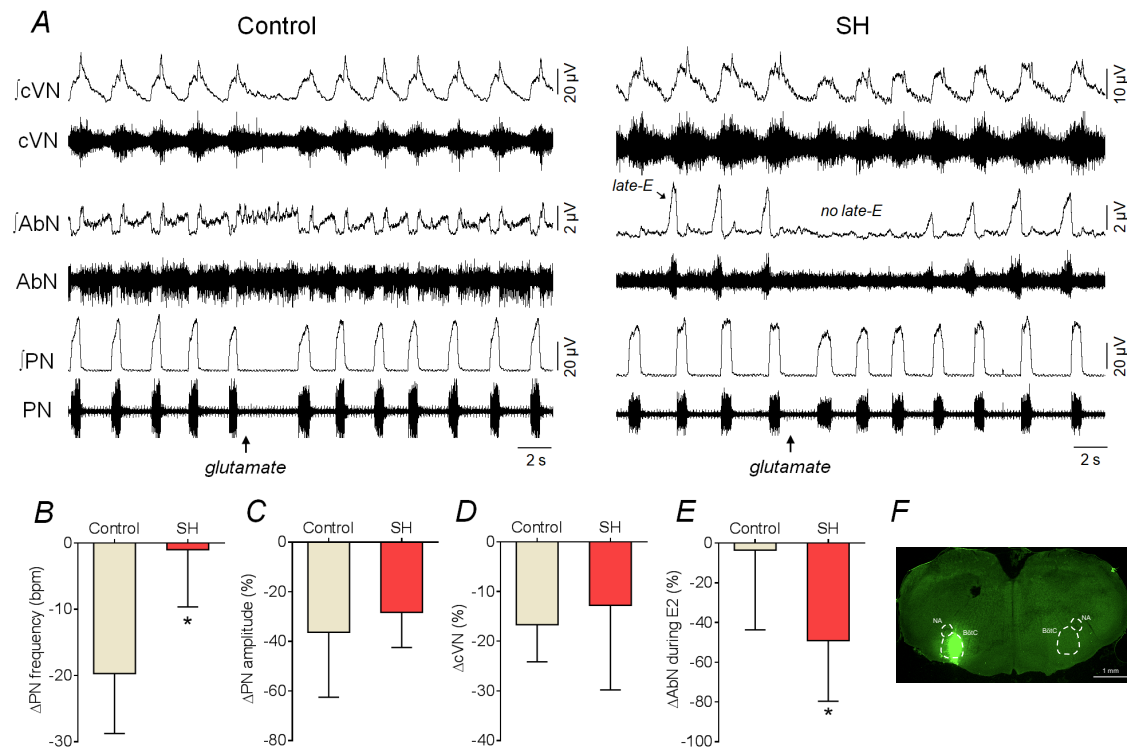 A
Control
SH
∫cVN
20 µV
10 µV
cVN
late-E
no late-E
∫AbN
2 µV
2 µV
AbN
∫PN
20 µV
20 µV
PN
glutamate
2 s
glutamate
2 s
B
Control SH
0
-10
-20
-30
ΔPN frequency (bpm)
*
C
Control SH
0
-20
-40
-60
-80
ΔPN amplitude (%)
D
Control SH
0
-10
-20
-30
-40
ΔcVN (%)
E
Control SH
0
-20
-40
-60
-80
-100
ΔAbN during E2 (%)
*
F
NA
BötC
NA
BötC
1 mm